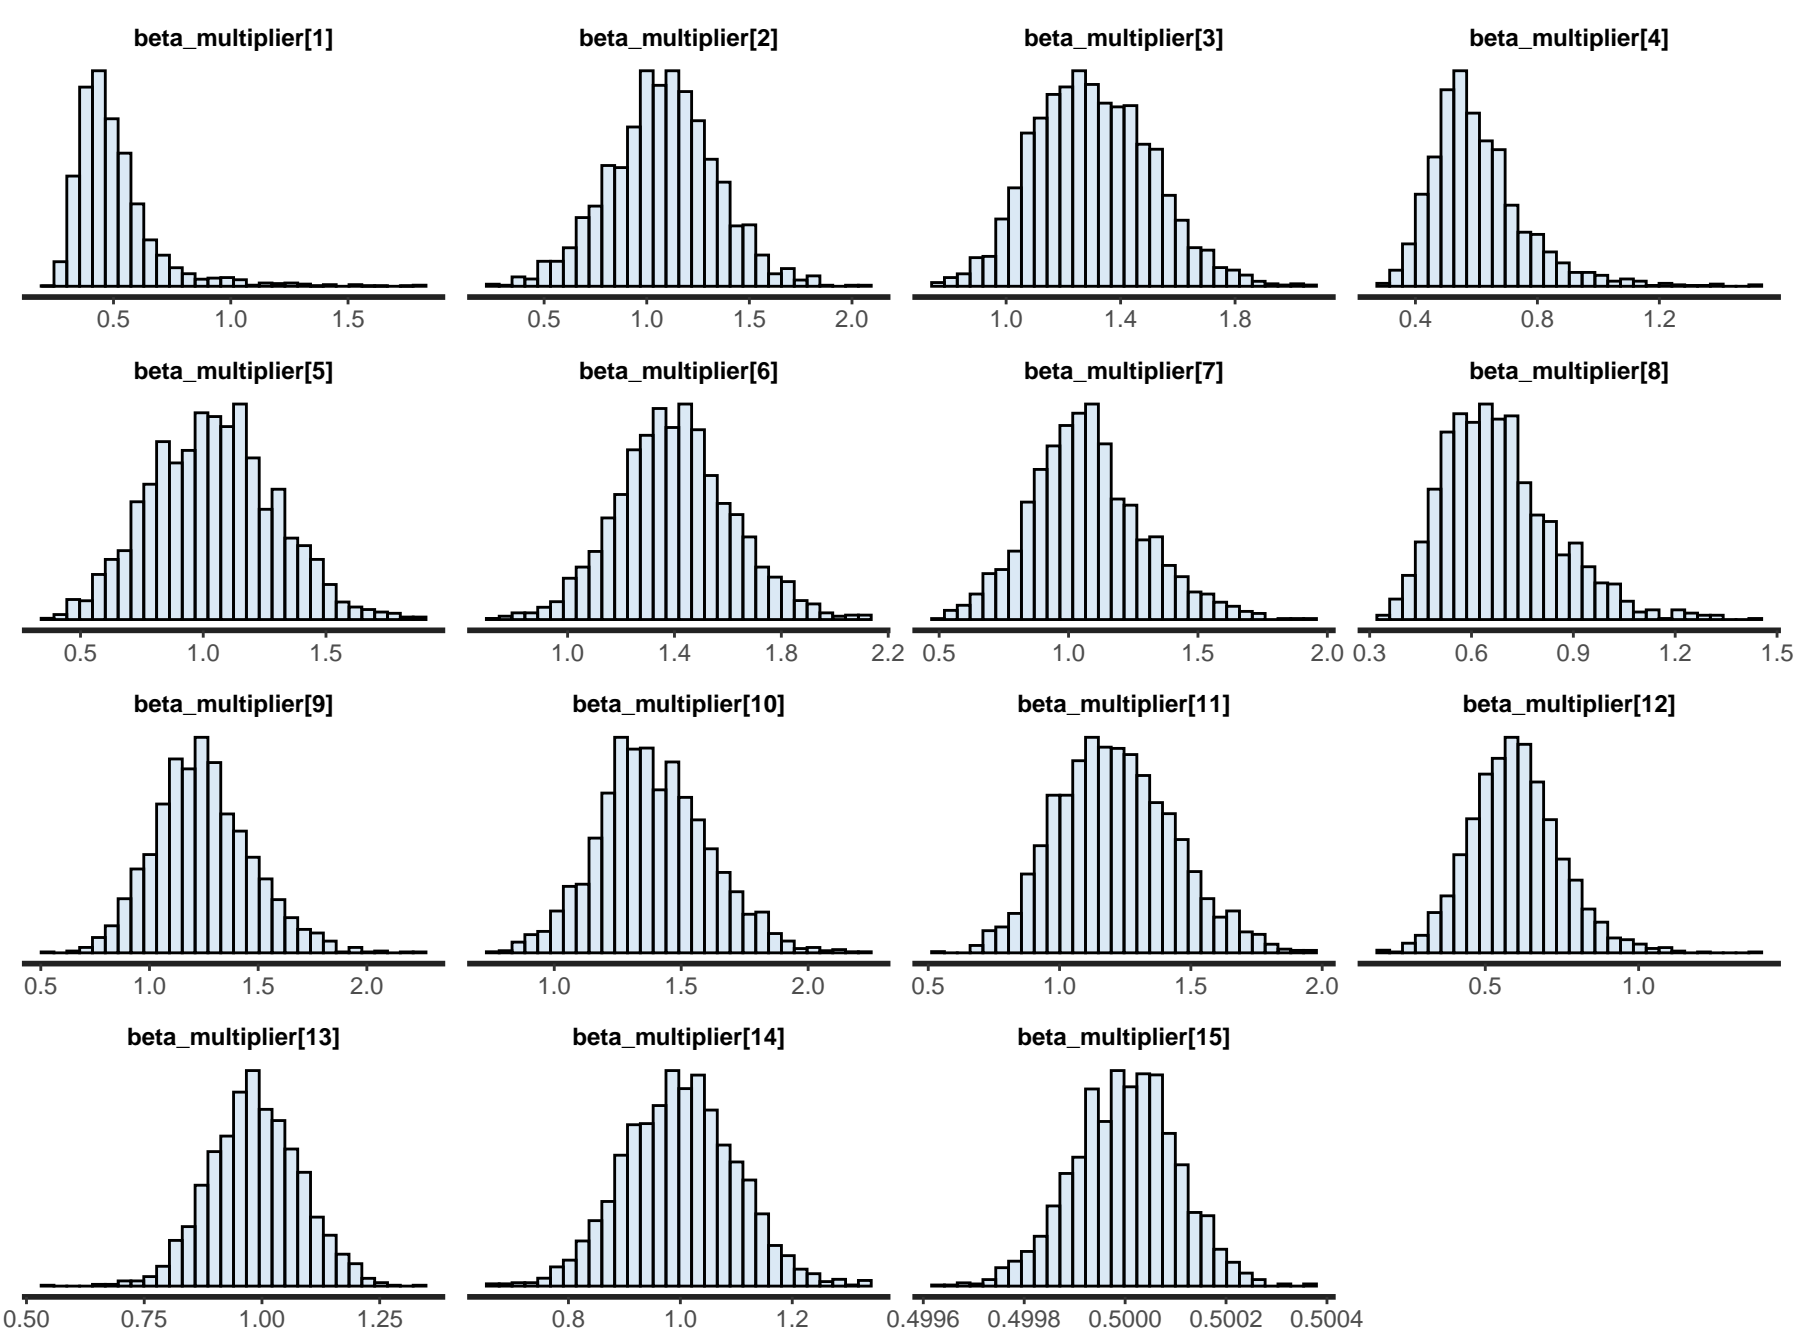 beta_multiplier[1] beta_multiplier[2] beta_multiplier[3] beta_multiplier[4]
0.5 1.0 1.5 0.5 1.0 1.5 2.0 1.0 1.4 1.8 0.4 0.8 1.2
beta_multiplier[5] beta_multiplier[6] beta_multiplier[7] beta_multiplier[8]
0.5 1.0 1.5 1.0 1.4 1.8 2.2 0.5 1.0 1.5 2.0 0.3 0.6 0.9 1.2 1.5
beta_multiplier[9] beta_multiplier[10] beta_multiplier[11] beta_multiplier[12]
0.5 1.0 1.5 2.0 1.0 1.5 2.0 0.5 1.0 1.5 2.0 0.5 1.0
beta_multiplier[13] beta_multiplier[14] beta_multiplier[15]
0.50 0.75 1.00 1.25 0.8 1.0 1.2 0.4996 0.4998 0.5000 0.5002 0.5004